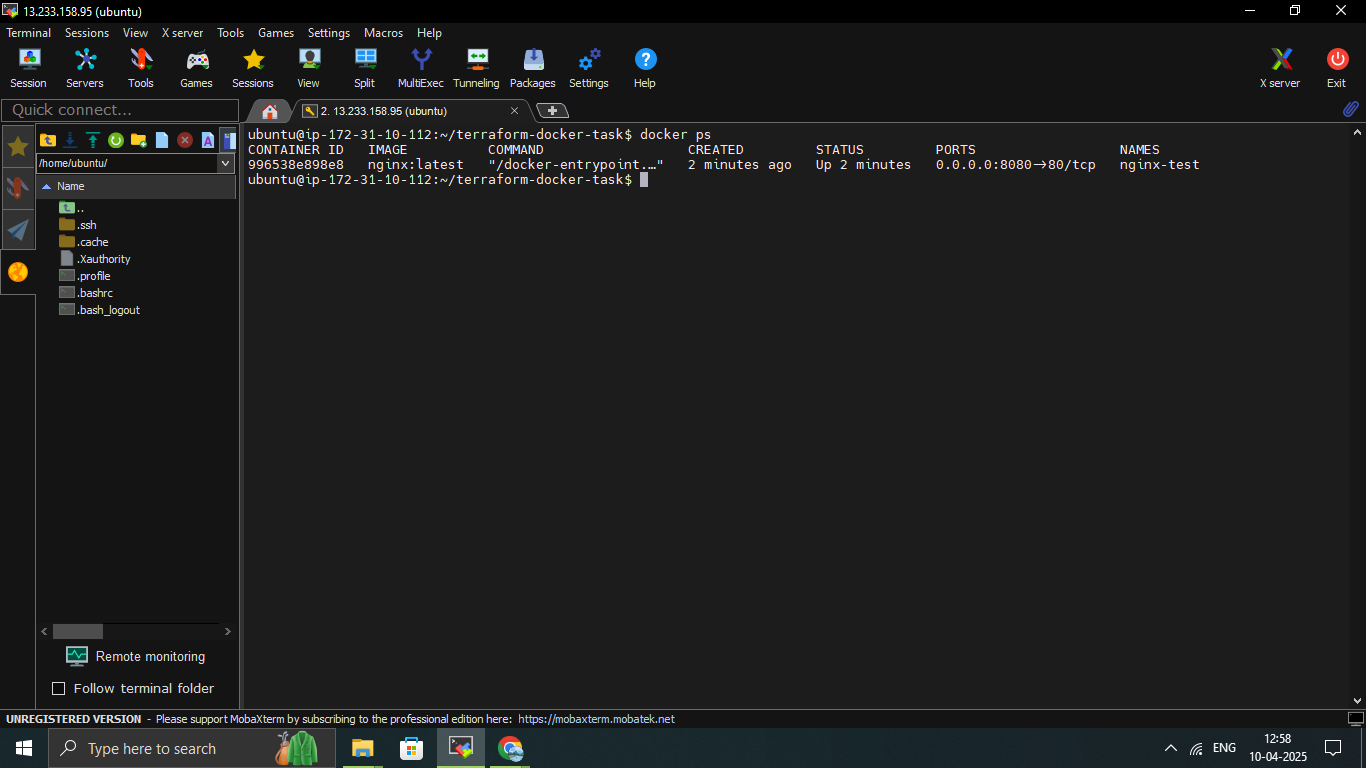 13.233.158.95 (ubuntu)
Terminal Sessions View X server Tools Games Settings Macros Help
Session Servers Tools Games Sessions View Split MultiExec Tunneling Packages Settings Help X server Exit
Quick connect...
2. 13.233.158.95 (ubuntu)
/home/ubuntu/
Name
..
.ssh
.cache
.Xauthority
.profile
.bashrc
.bash_logout
Remote monitoring
Follow terminal folder
ubuntu@ip-172-31-10-112:~/terraform-docker-task$ docker ps
CONTAINER ID IMAGE COMMAND CREATED STATUS PORTS NAMES
996538e898e8 nginx:latest "/docker-entrypoint.…" 2 minutes ago Up 2 minutes 0.0.0.0:8080->80/tcp nginx-test
ubuntu@ip-172-31-10-112:~/terraform-docker-task$
UNREGISTERED VERSION - Please support MobaXterm by subscribing to the professional edition here: https://mobaxterm.mobatek.net
Type here to search
ENG
12:58
10-04-2025